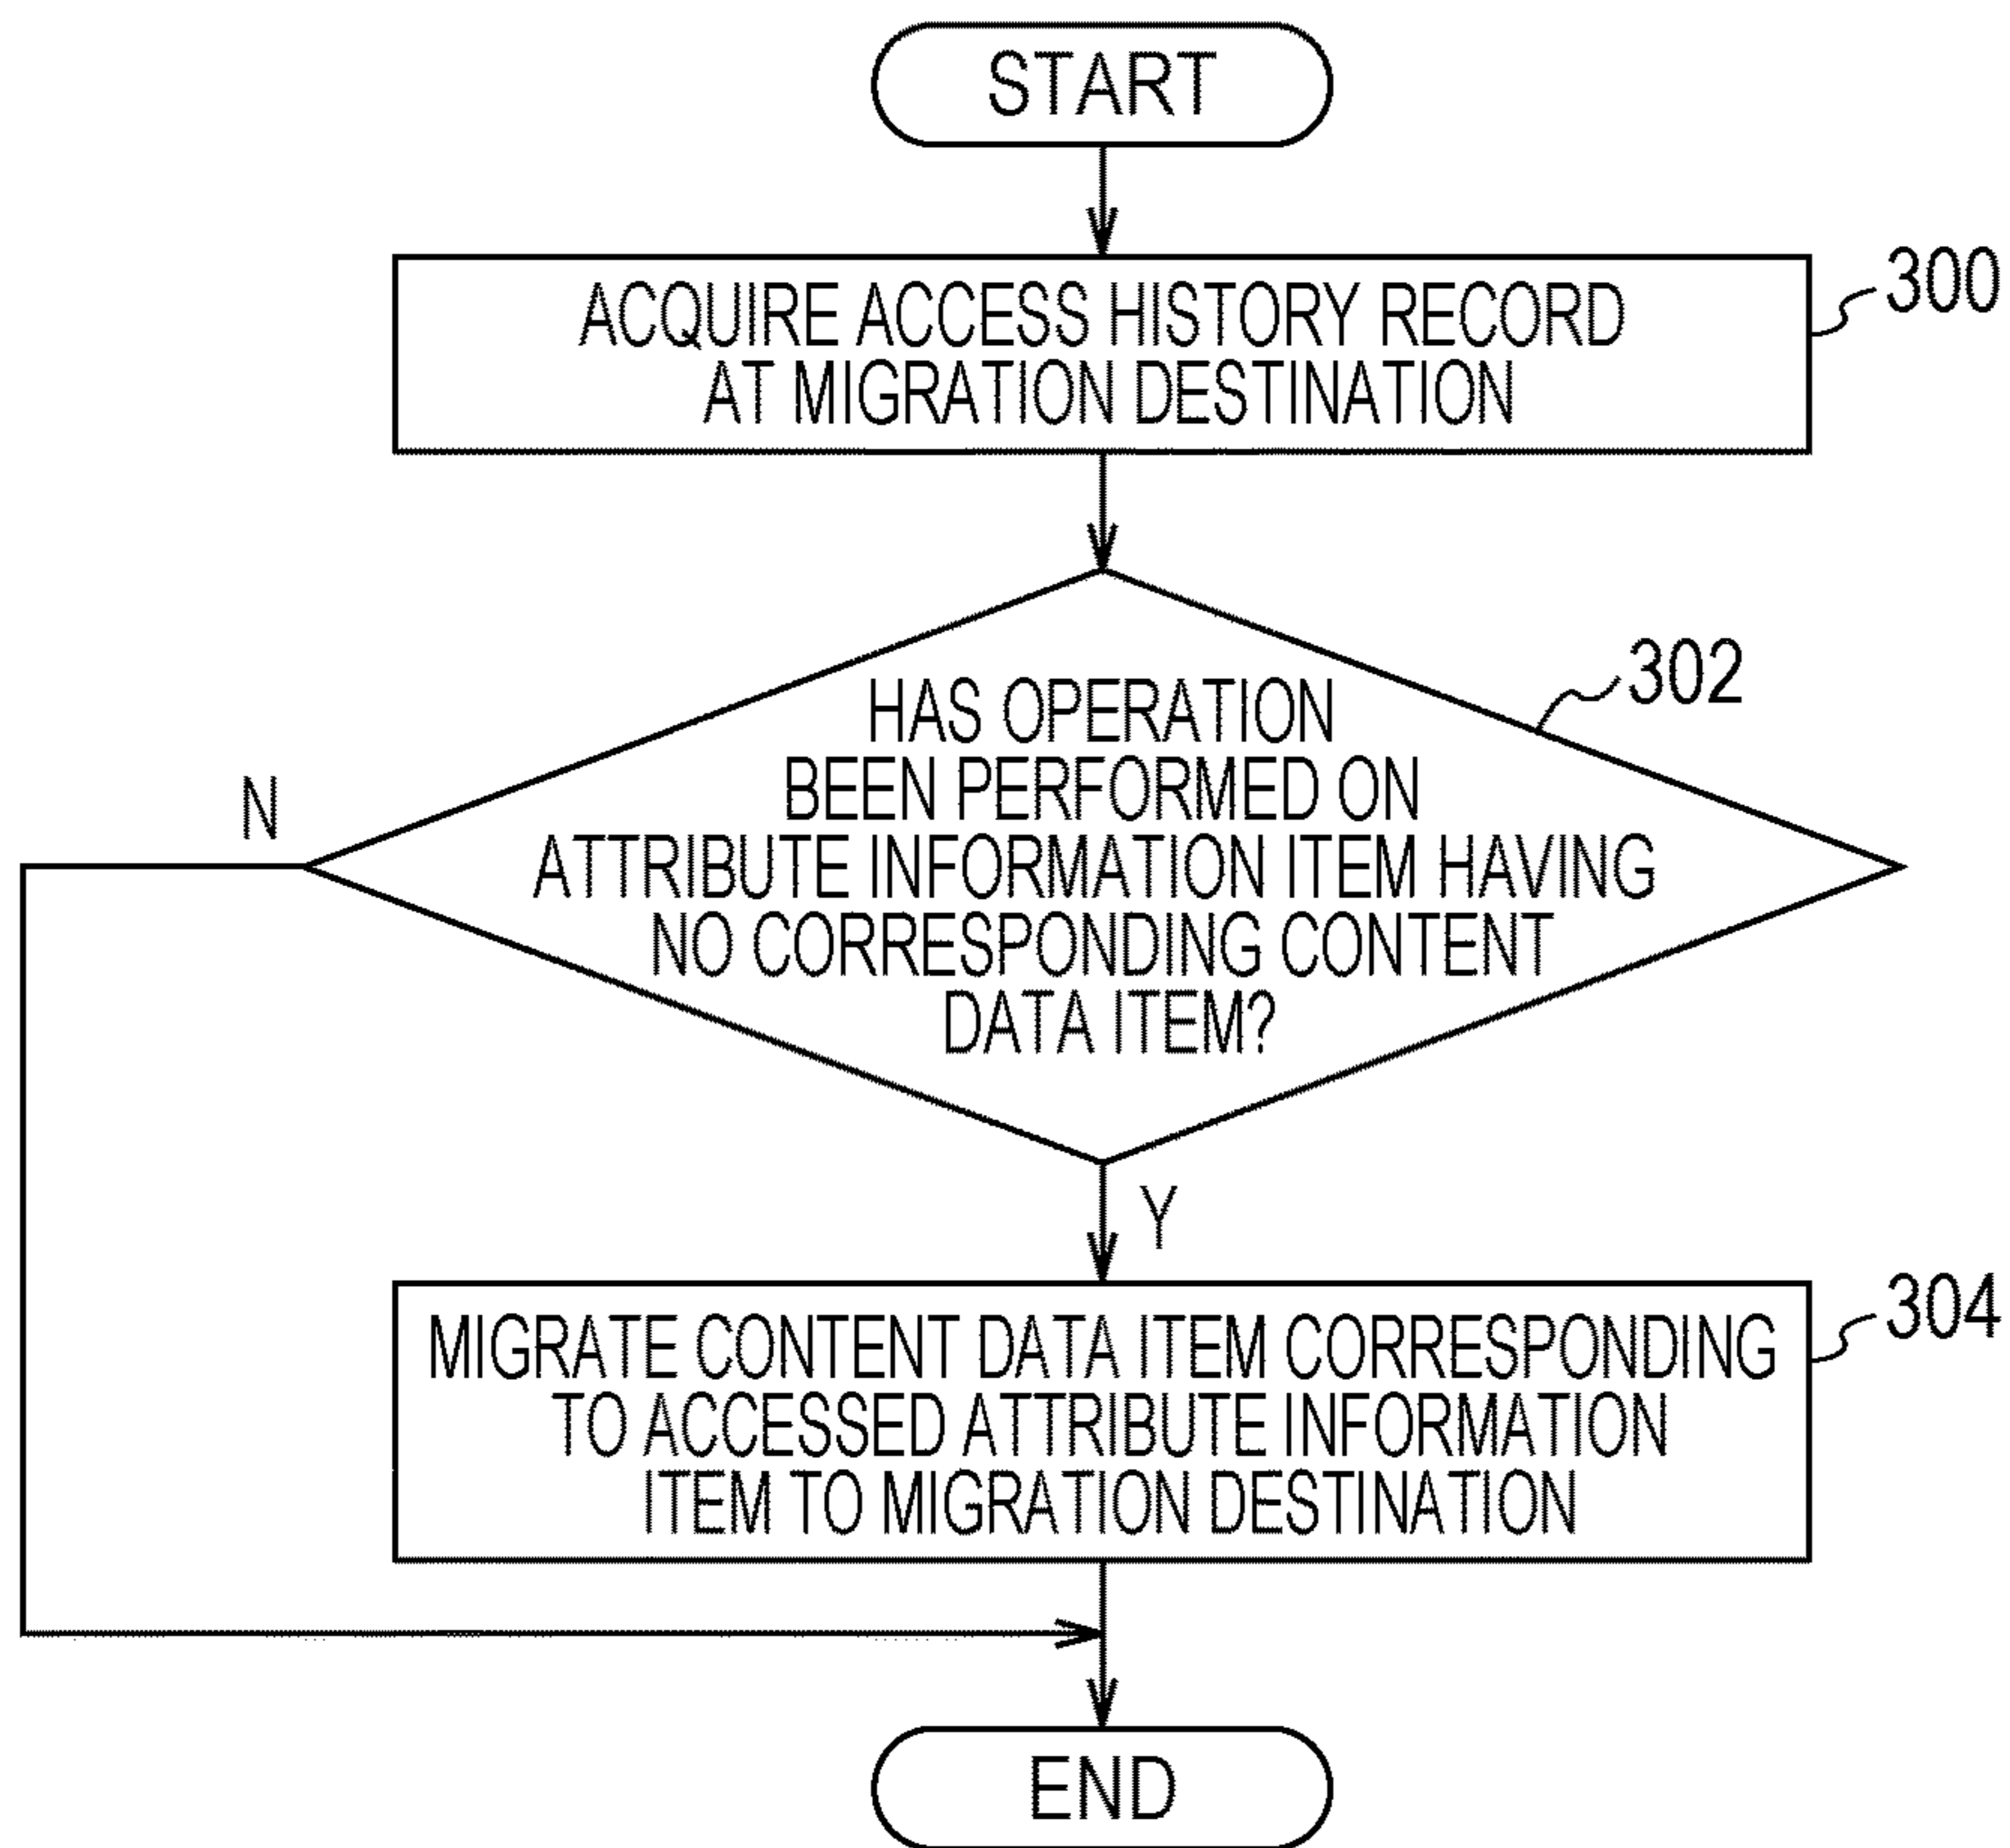 START
ACQUIRE ACCESS HISTORY RECORD
AT MIGRATION DESTINATION
300
302
HAS OPERATION
BEEN PERFORMED ON
ATTRIBUTE INFORMATION ITEM HAVING
NO CORRESPONDING CONTENT
DATA ITEM?
N
Y
MIGRATE CONTENT DATA ITEM CORRESPONDING
TO ACCESSED ATTRIBUTE INFORMATION
ITEM TO MIGRATION DESTINATION
304
END